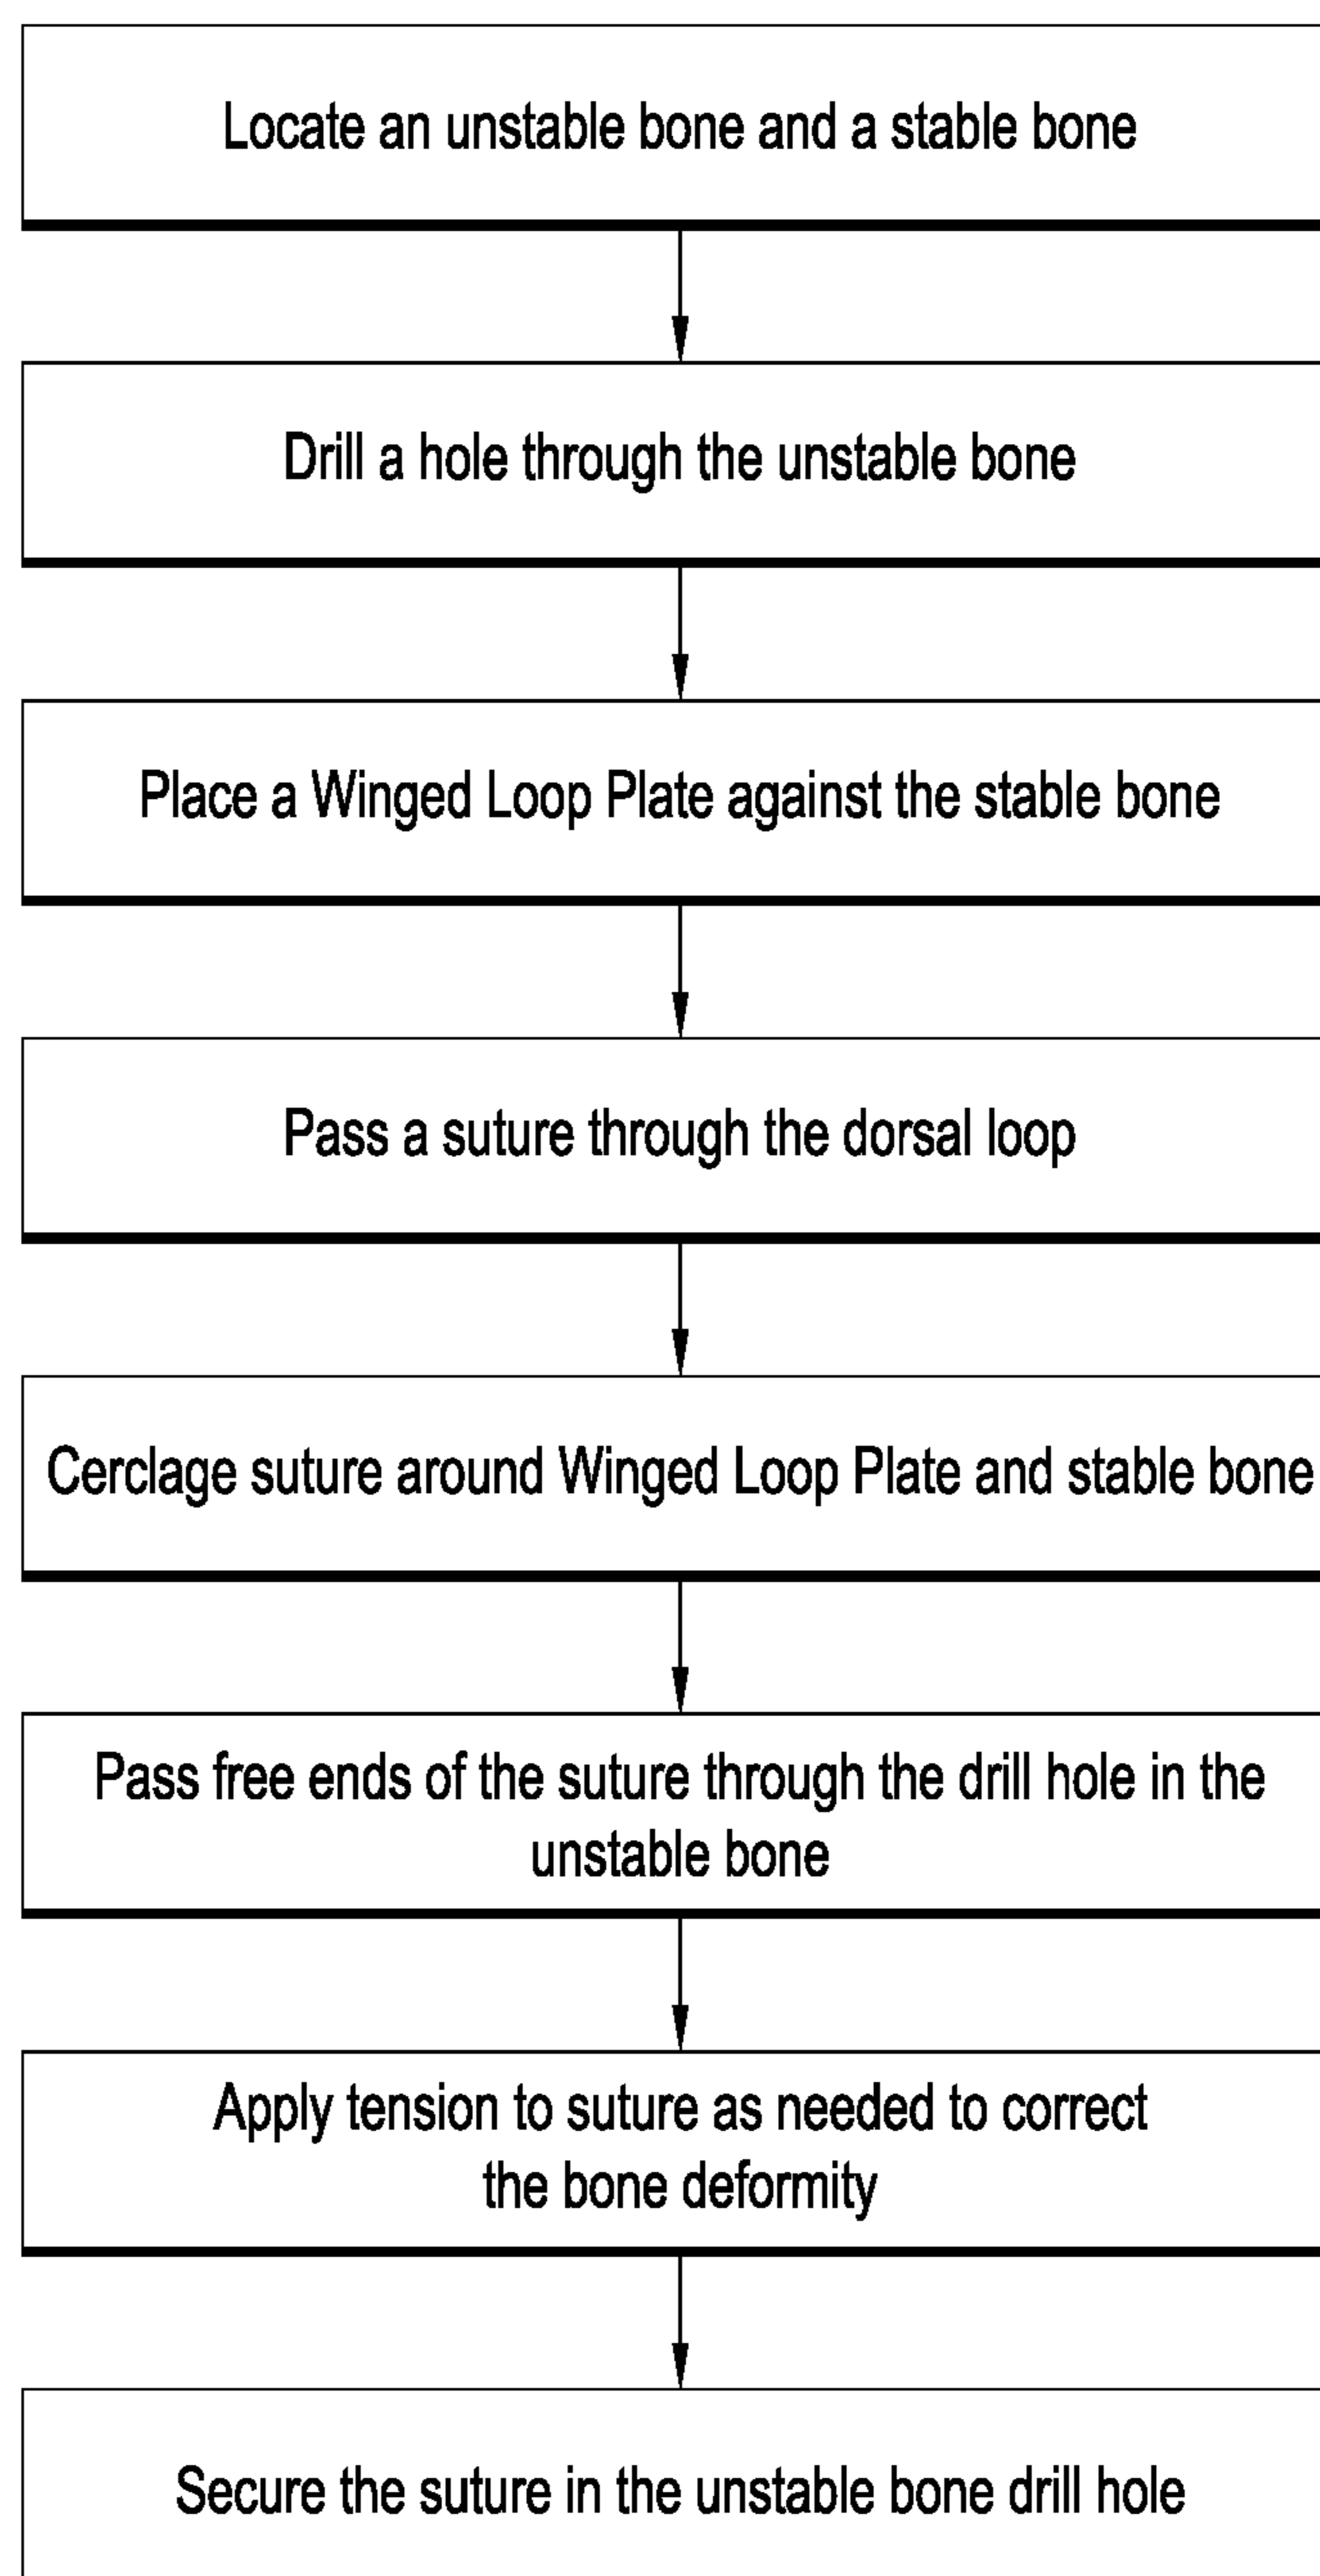 Locate an unstable bone and a stable bone
Drill a hole through the unstable bone
Place a Winged Loop Plate against the stable bone
Pass a suture through the dorsal loop
Cerclage suture around Winged Loop Plate and stable bone
Pass free ends of the suture through the drill hole in the
unstable bone
Apply tension to suture as needed to correct
the bone deformity
Secure the suture in the unstable bone drill hole